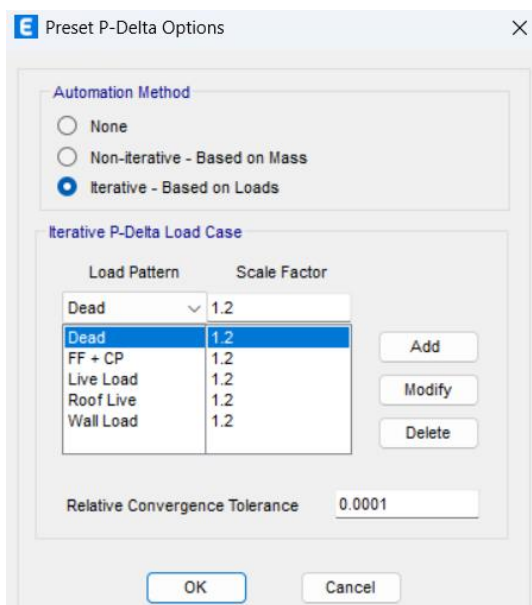 E Preset P-Delta Options
Automation Method
None
Non-iterative - Based on Mass
Iterative - Based on Loads
Iterative P-Delta Load Case
Load Pattern Scale Factor
Dead 1.2
Dead 1.2
FF + CP 1.2
Live Load 1.2
Roof Live 1.2
Wall Load 1.2
Add
Modify
Delete
Relative Convergence Tolerance 0.0001
OK Cancel